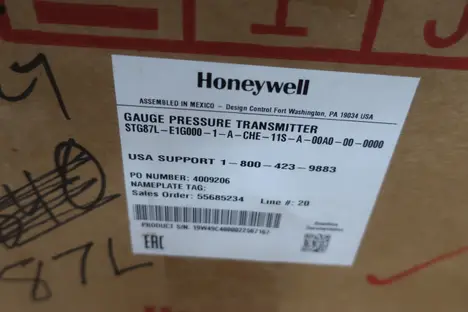 Honeywell
ASSEMBLED IN MEXICO - Design Control Fort Washington, PA 19034 USA
GAUGE PRESSURE TRANSMITTER
STG87L-E1G000-1-A-CHE-11S-A-00A0-00-0000
USA SUPPORT 1-800-423-9883
PO NUMBER: 4009206
NAMEPLATE TAG:
Sales Order: 55685234 Line #: 20
PRODUCT S/N:
EAC
87L